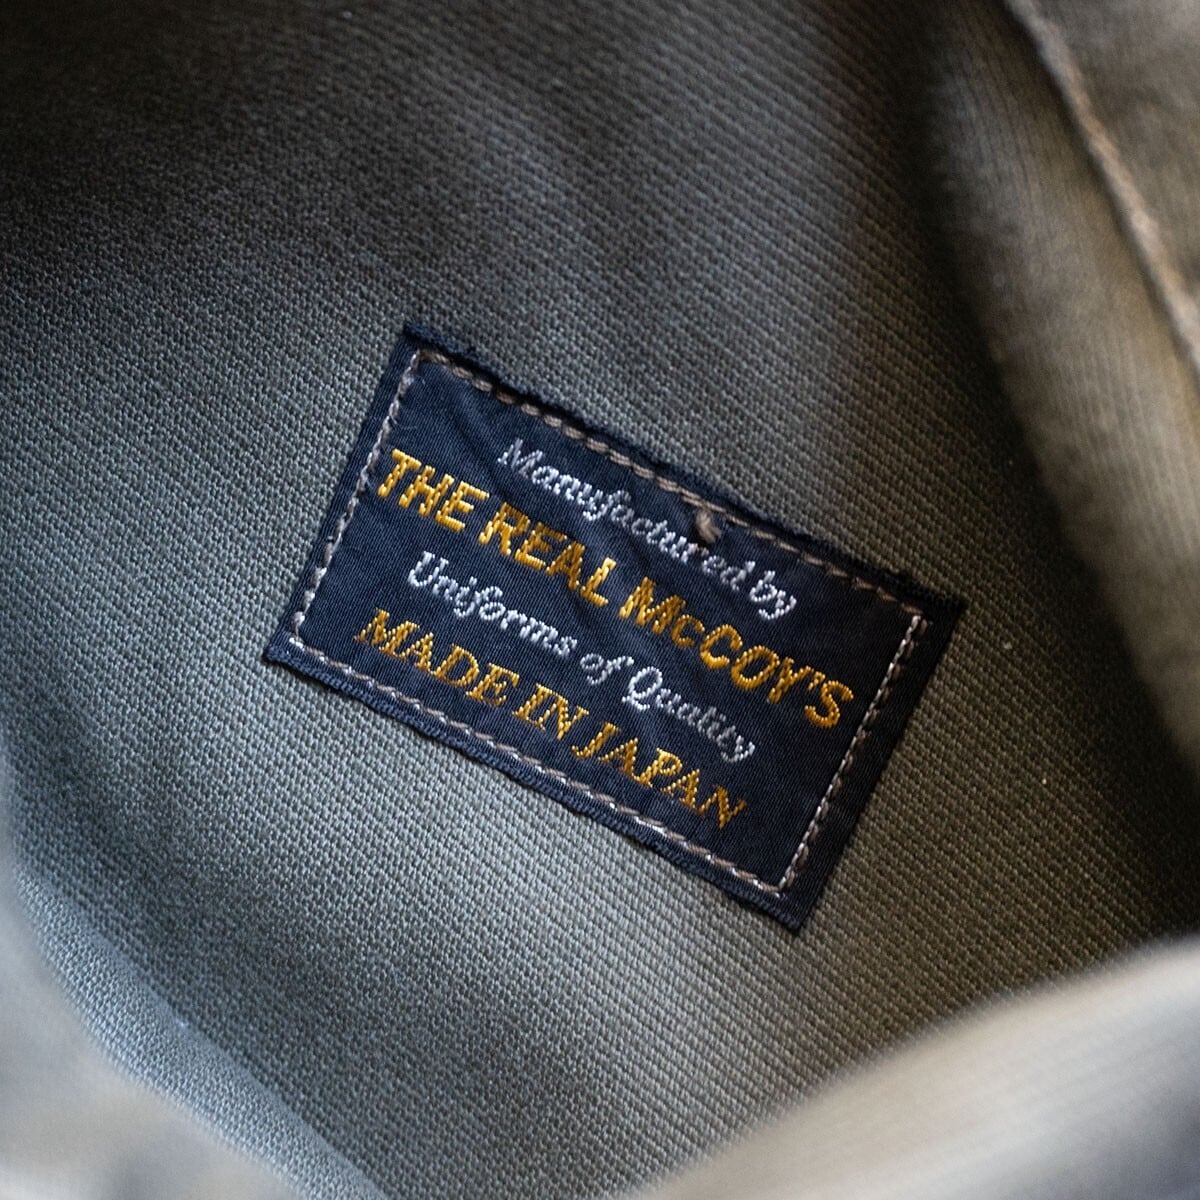 Manufactured by
THE REAL McCOY'S
Uniforms of Quality
MADE IN JAPAN